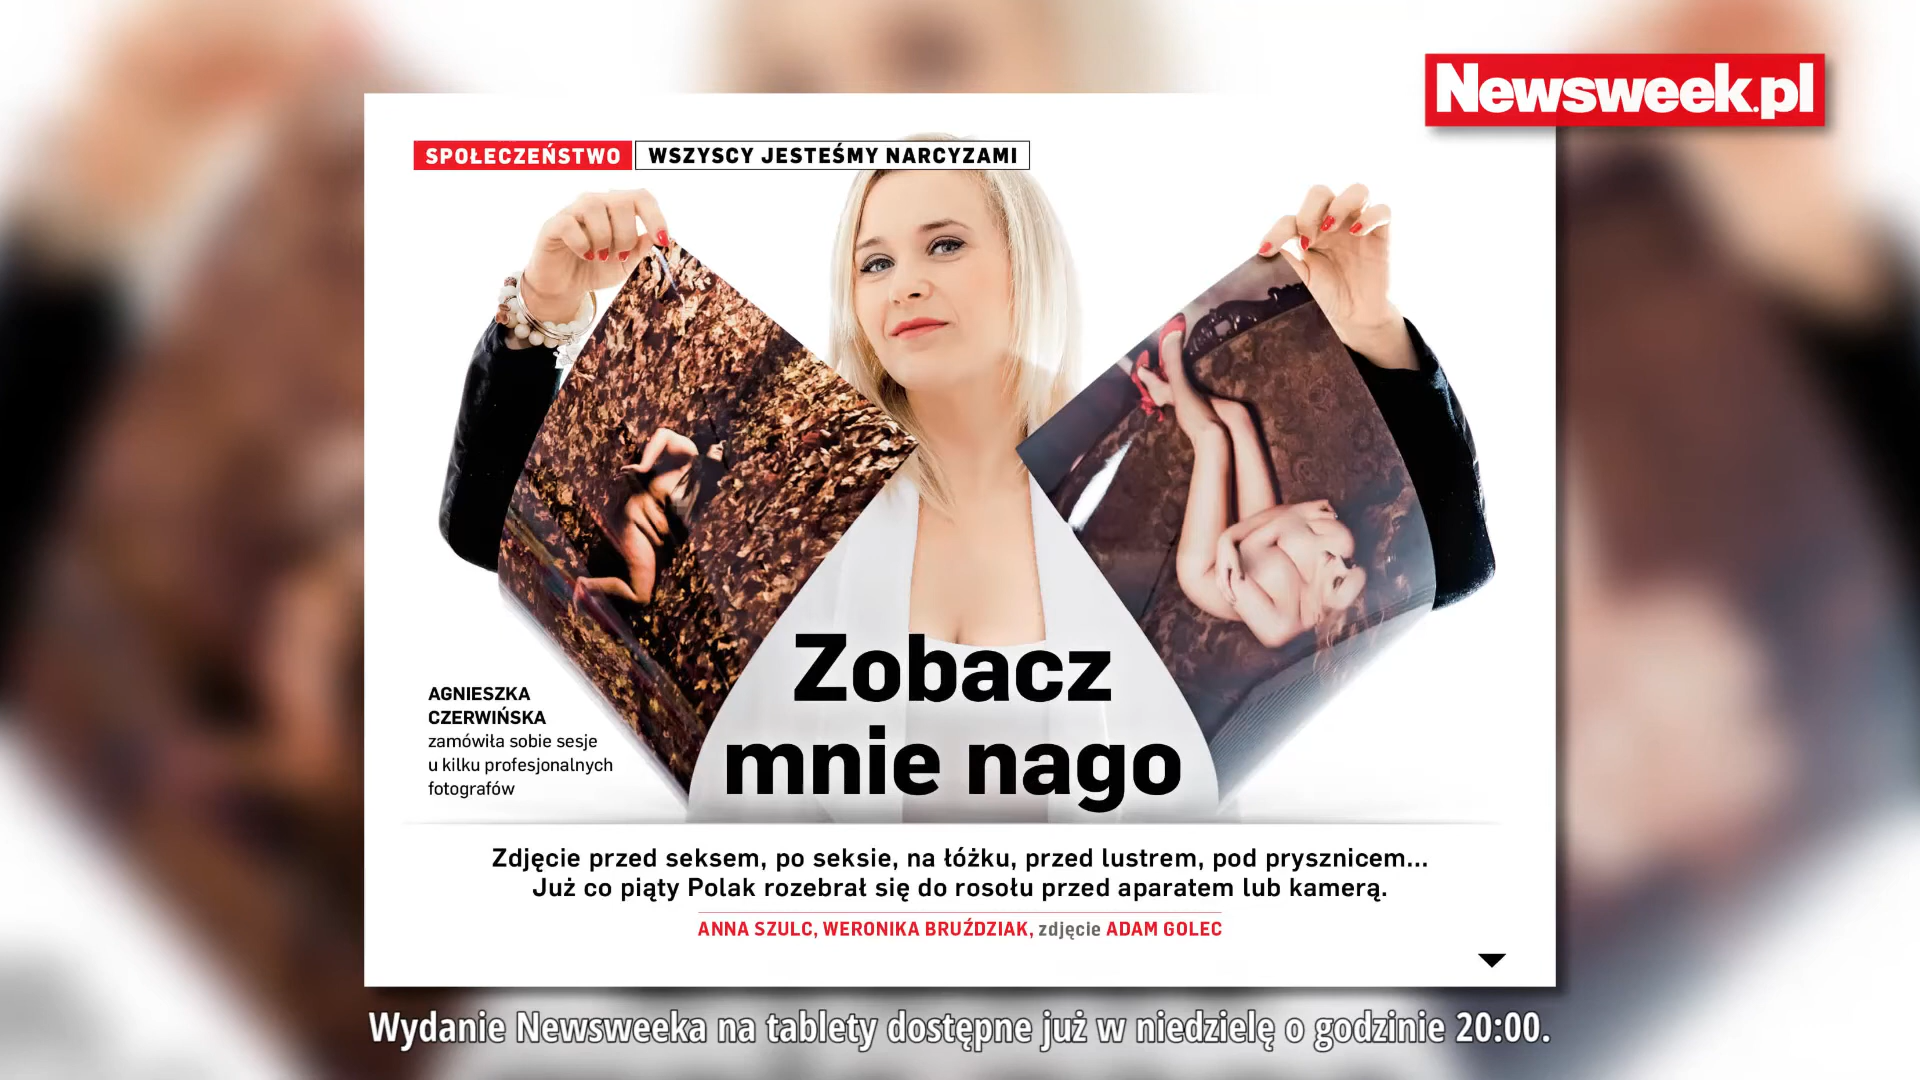 Newsweek.pl
SPOŁECZEŃSTWO WSZYSCY JESTEŚMY NARCYZAMI
Zobacz
mnie nago
AGNIESZKA
CZERWIŃSKA
zamówiła sobie sesje
u kilku profesjonalnych
fotografów
Zdjęcie przed seksem, po seksie, na łóżku, przed lustrem, pod prysznicem...
Już co piąty Polak rozebrał się do rosołu przed aparatem lub kamerą.
ANNA SZULC, WERONIKA BRUŹDZIAK, zdjęcie ADAM GOLEC
Wydanie Newsweeka na tablety dostępne już w niedzielę o godzinie 20:00.